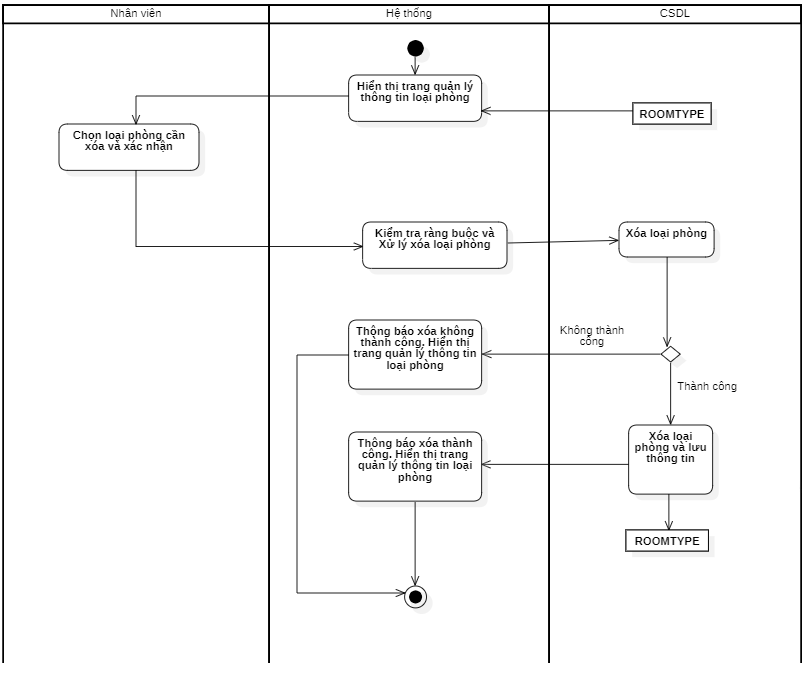 Nhân viên
Hệ thống
CSDL
Hiển thị trang quản lý
thông tin loại phòng
ROOMTYPE
Chọn loại phòng cần
xóa và xác nhận
Kiểm tra ràng buộc và
Xử lý xóa loại phòng
Xóa loại phòng
Thông báo xóa không
thành công. Hiển thị
trang quản lý thông tin
loại phòng
Không thành
công
Thành công
Thông báo xóa thành
công. Hiển thị trang
quản lý thông tin loại
phòng
Xóa loại
phòng và lưu
thông tin
ROOMTYPE